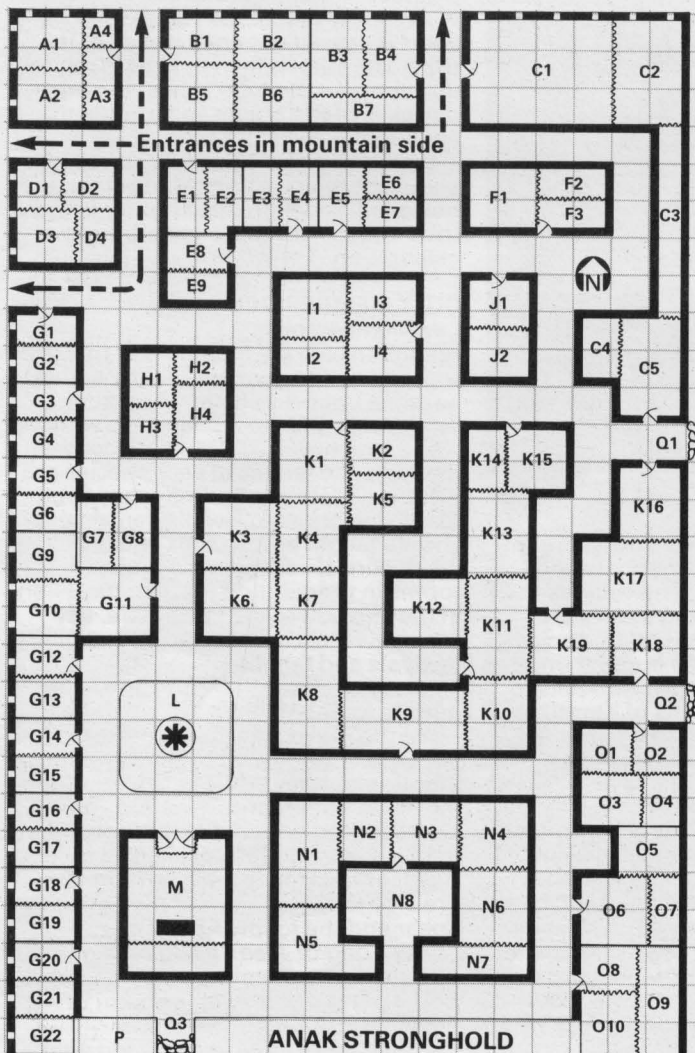 A1
A4
A2
A3
B1
B2
B3
B4
B5
B6
B7
C1
C2
Entrances in mountain side
D1
D2
D3
D4
E1
E2
E3
E4
E5
E6
E7
E8
E9
F1
F2
F3
C3
N
I1
I3
I2
I4
J1
J2
C4
C5
G1
G2'
G3
G4
G5
G6
G7
G8
G9
G10
G11
H1
H2
H3
H4
K1
K2
K5
K3
K4
K6
K7
K14
K15
K13
K12
K11
Q1
K16
K17
K19
K18
G12
G13
G14
G15
G16
G17
G18
G19
G20
G21
G22
L
K8
K9
K10
Q2
O1
O2
O3
O4
O5
O6
O7
O8
O9
O10
M
N1
N2
N3
N4
N8
N6
N5
N7
P
Q3
ANAK STRONGHOLD